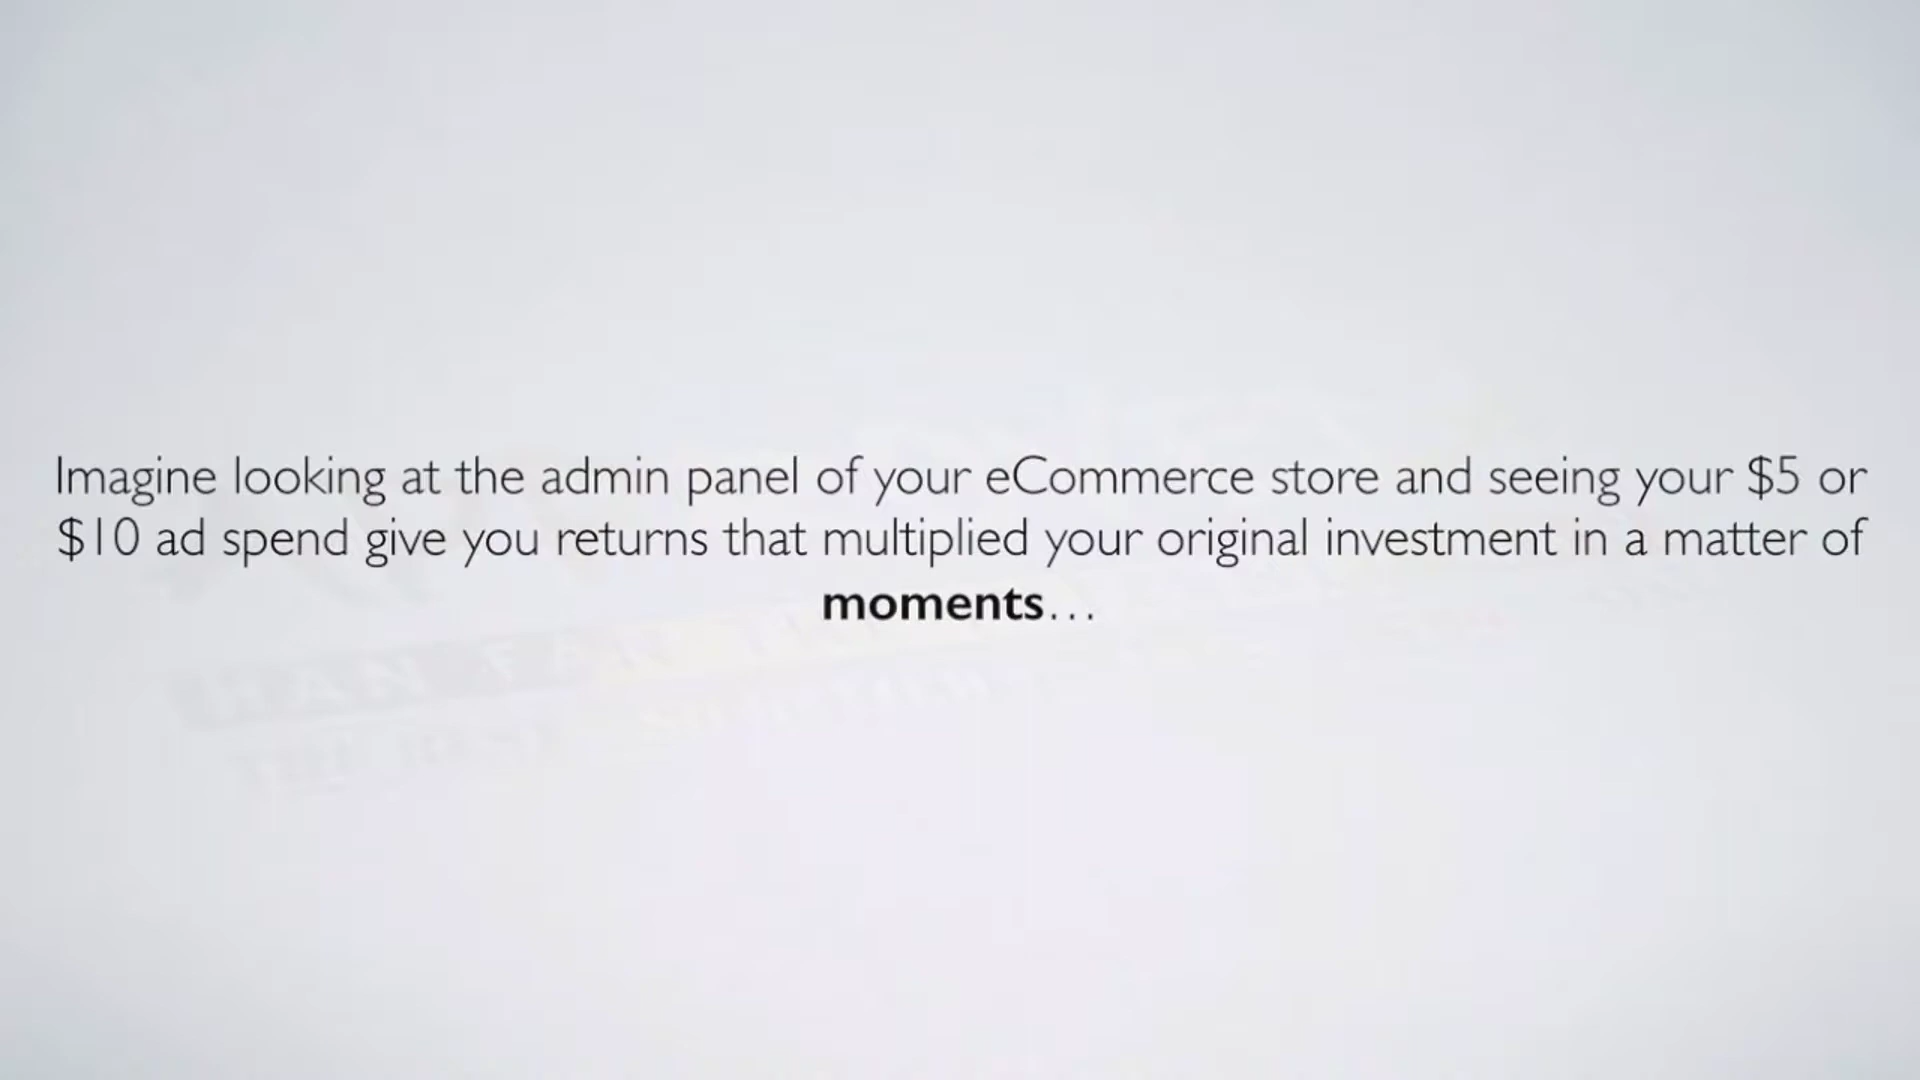 Imagine looking at the admin panel of your eCommerce store and seeing your $5 or
$10 ad spend give you returns that multiplied your original investment in a matter of
moments...